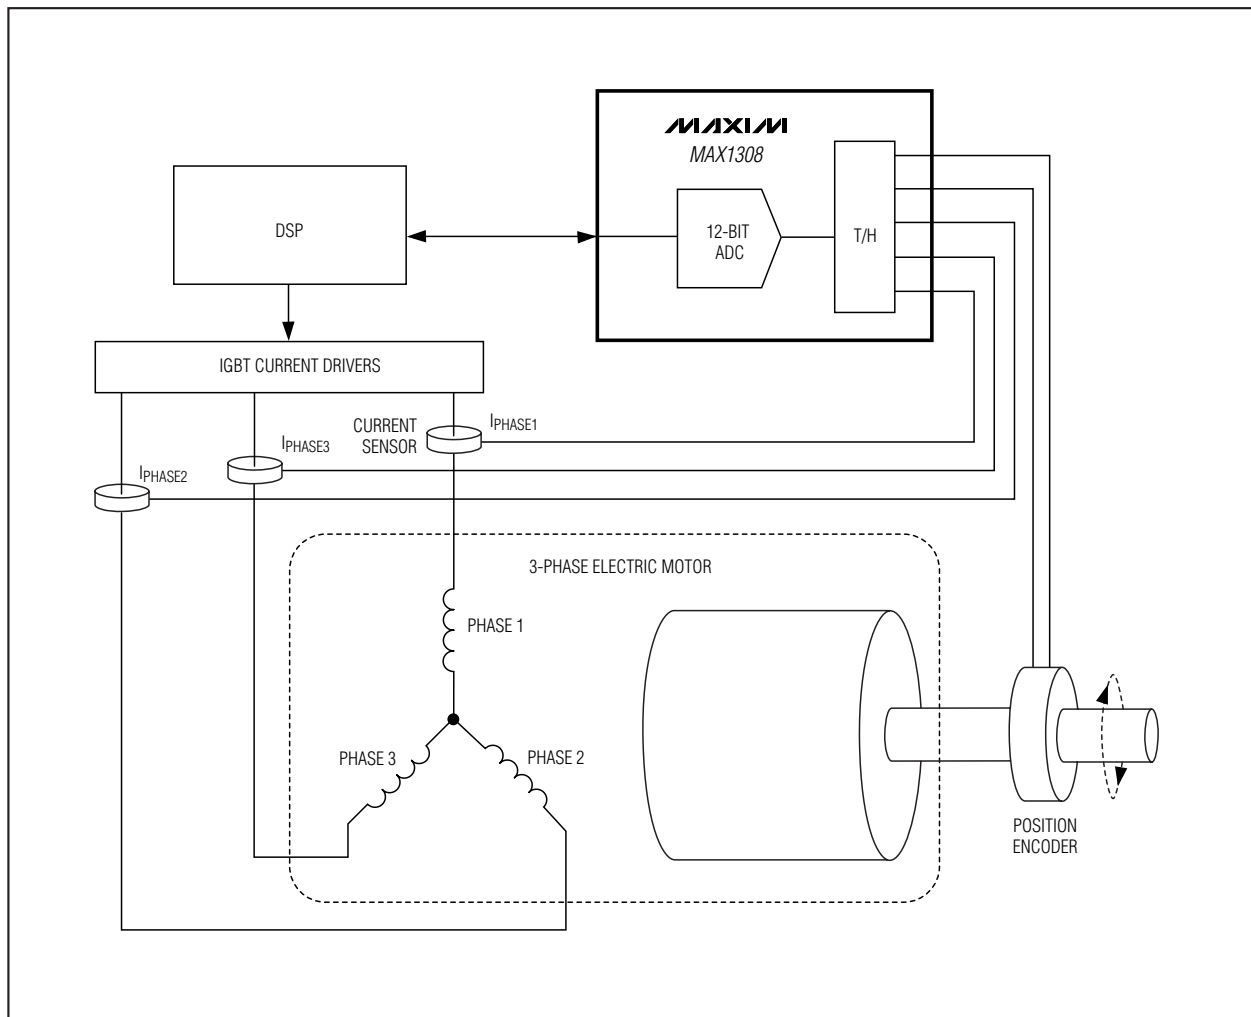 MAXIM
MAX1308
DSP
12-BIT
ADC
T/H
IGBT CURRENT DRIVERS
CURRENT
SENSOR
IPHASE1
IPHASE3
IPHASE2
3-PHASE ELECTRIC MOTOR
PHASE 1
PHASE 3
PHASE 2
POSITION
ENCODER